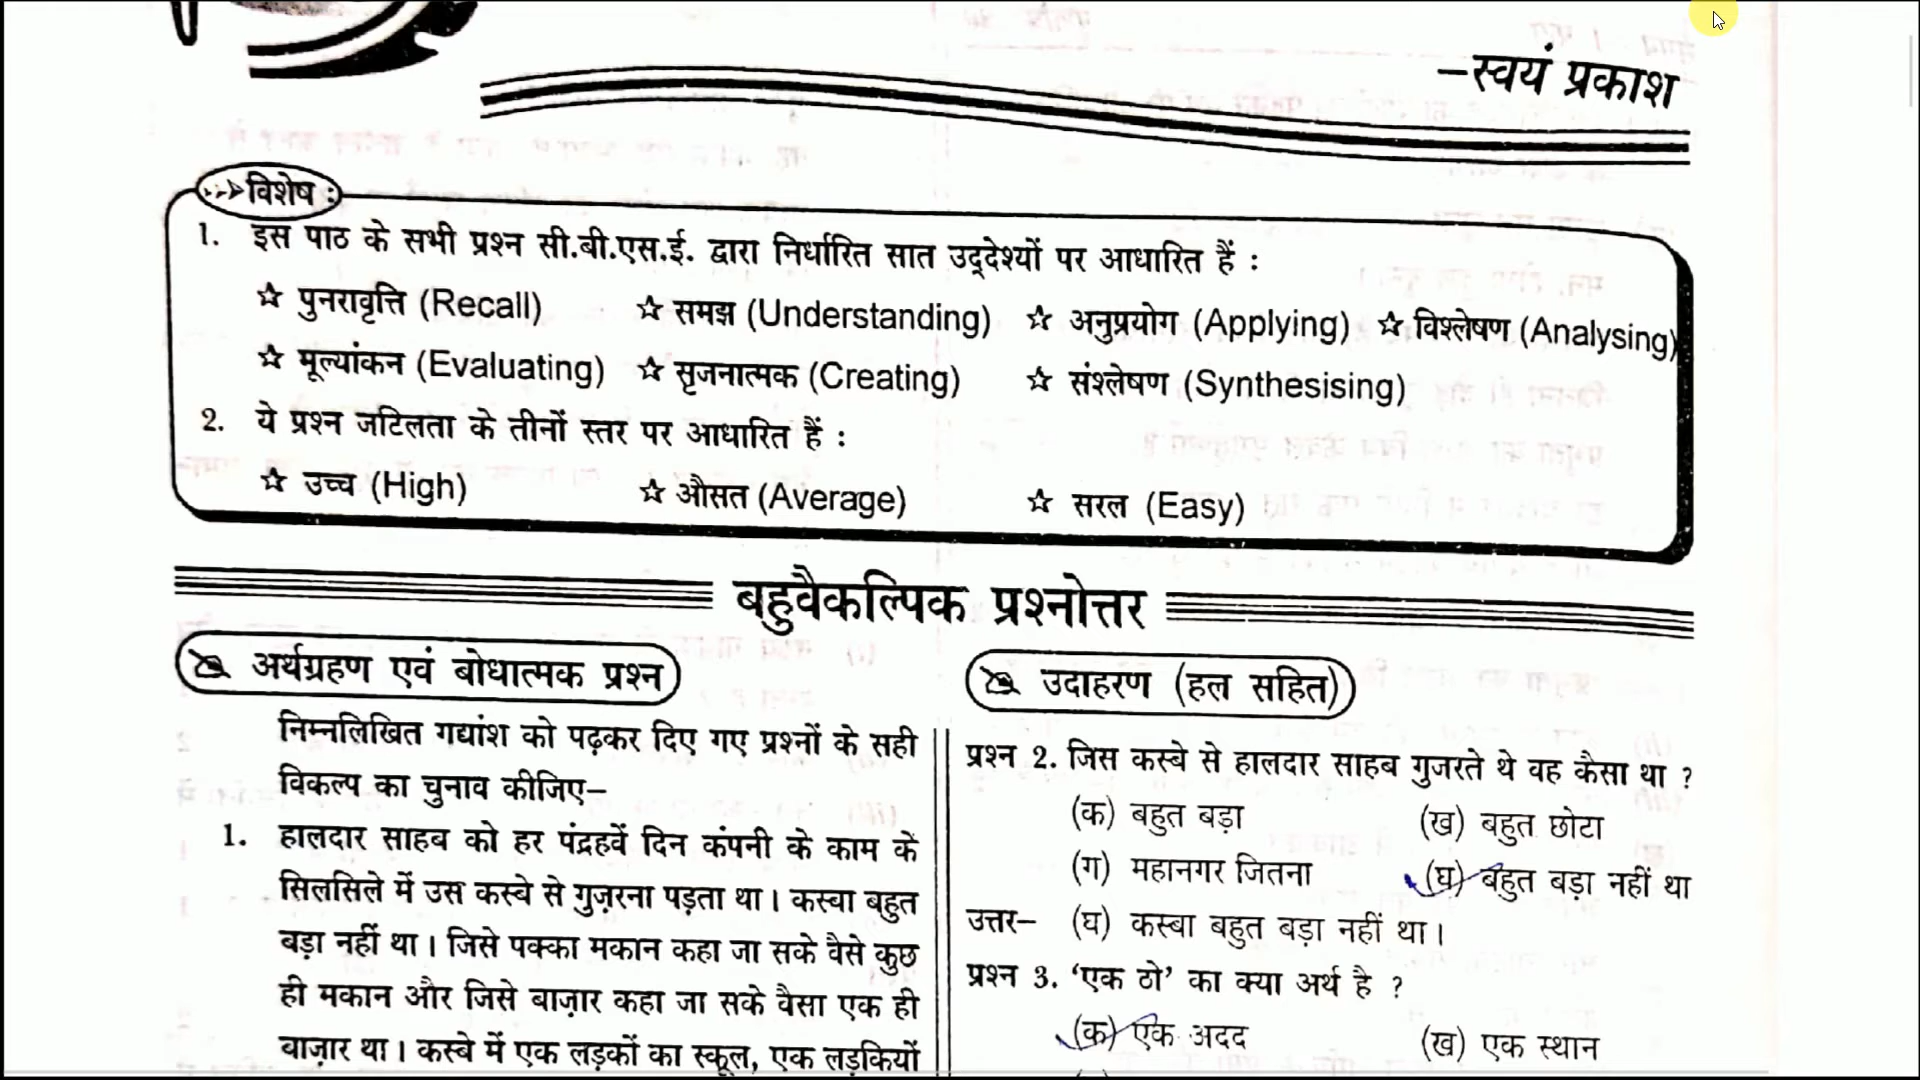 –स्वयं प्रकाश
विशेष :
1. इस पाठ के सभी प्रश्न सी.बी.एस.ई. द्वारा निर्धारित सात उद्देश्यों पर आधारित हैं :
☆ पुनरावृत्ति (Recall) ☆ समझ (Understanding) ☆ अनुप्रयोग (Applying) ☆ विश्लेषण (Analysing)
☆ मूल्यांकन (Evaluating) ☆ सृजनात्मक (Creating) ☆ संश्लेषण (Synthesising)
2. ये प्रश्न जटिलता के तीनों स्तर पर आधारित हैं :
☆ उच्च (High) ☆ औसत (Average) ☆ सरल (Easy)
बहुवैकल्पिक प्रश्नोत्तर
अर्थग्रहण एवं बोधात्मक प्रश्न
निम्नलिखित गद्यांश को पढ़कर दिए गए प्रश्नों के सही
विकल्प का चुनाव कीजिए–
1. हालदार साहब को हर पंद्रहवें दिन कंपनी के काम के
सिलसिले में उस कस्बे से गुज़रना पड़ता था। कस्बा बहुत
बड़ा नहीं था। जिसे पक्का मकान कहा जा सके वैसे कुछ
ही मकान और जिसे बाज़ार कहा जा सके वैसा एक ही
बाज़ार था। कस्बे में एक लड़कों का स्कूल, एक लड़कियों
उदाहरण (हल सहित)
प्रश्न 2. जिस कस्बे से हालदार साहब गुजरते थे वह कैसा था ?
(क) बहुत बड़ा (ख) बहुत छोटा
(ग) महानगर जितना (घ) बहुत बड़ा नहीं था
उत्तर– (घ) कस्बा बहुत बड़ा नहीं था।
प्रश्न 3. ‘एक ठो’ का क्या अर्थ है ?
(क) एक अदद (ख) एक स्थान